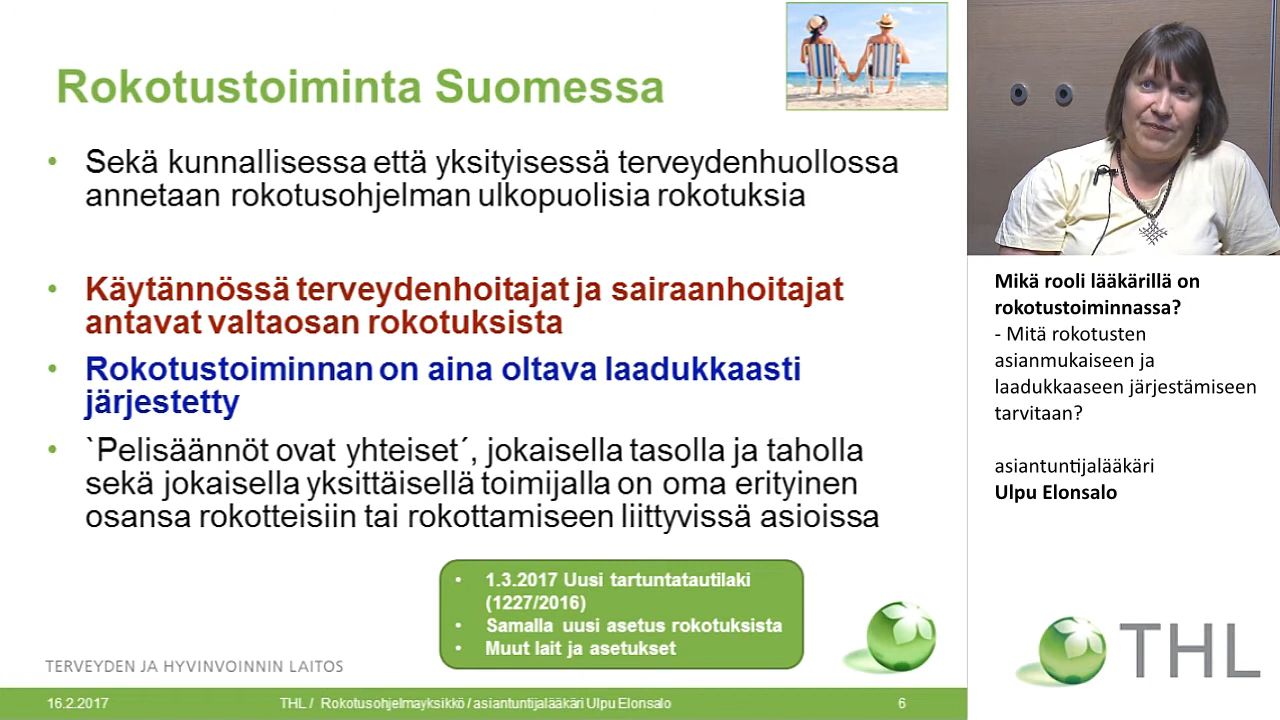 Rokotustoiminta Suomessa
• Sekä kunnallisessa että yksityisessä terveydenhuollossa
annetaan rokotusohjelman ulkopuolisia rokotuksia
• Käytännössä terveydenhoitajat ja sairaanhoitajat
antavat valtaosan rokotuksista
• Rokotustoiminnan on aina oltava laadukkaasti
järjestetty
• `Pelisäännöt ovat yhteiset´, jokaisella tasolla ja taholla
sekä jokaisella yksittäisellä toimijalla on oma erityinen
osansa rokotteisiin tai rokottamiseen liittyvissä asioissa
• 1.3.2017 Uusi tartuntatautilaki
(1227/2016)
• Samalla uusi asetus rokotuksista
• Muut lait ja asetukset
TERVEYDEN JA HYVINVOINNIN LAITOS
16.2.2017 THL / Rokotusohjelmayksikkö / asiantuntijalääkäri Ulpu Elonsalo 6
Mikä rooli lääkärillä on
rokotustoiminnassa?
- Mitä rokotusten
asianmukaiseen ja
laadukkaaseen järjestämiseen
tarvitaan?
asiantuntijalääkäri
Ulpu Elonsalo
THL